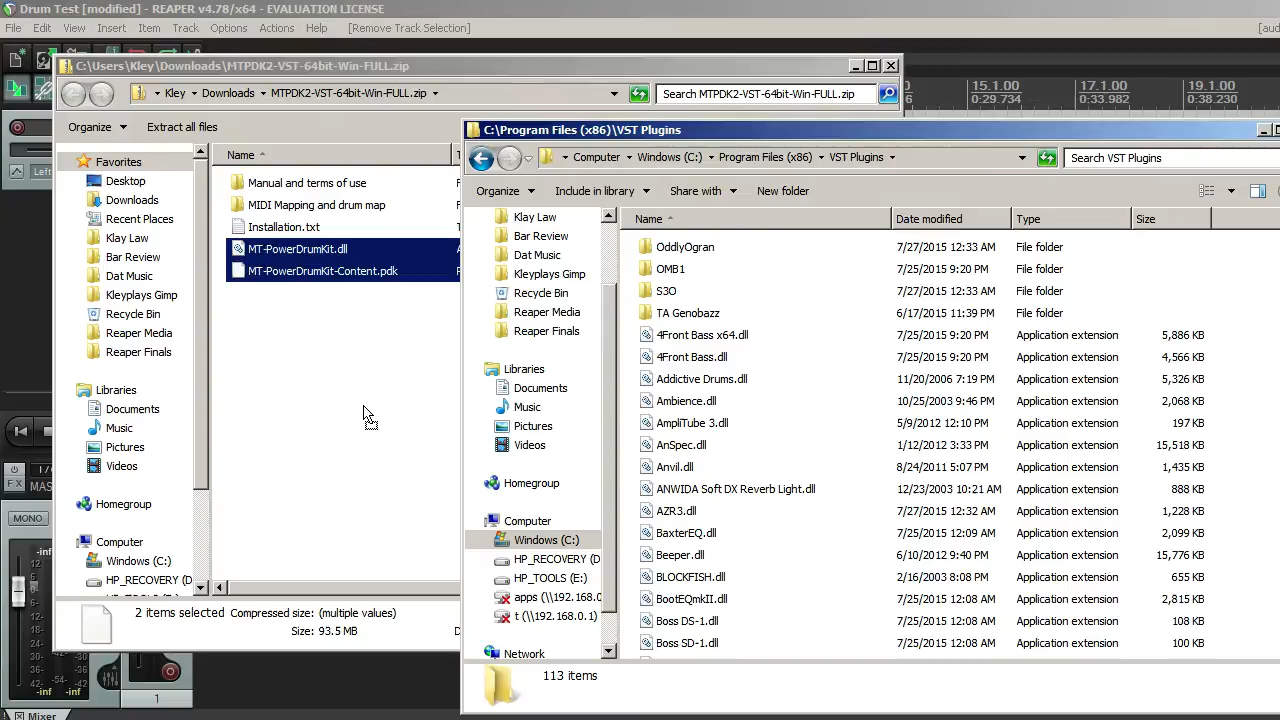 Drum Test [modified] - REAPER v4.78/x64 - EVALUATION LICENSE
File Edit View Insert Item Track Options Actions Help [Remove Track Selection]
C:\Users\Kley\Downloads\MTPDK2-VST-64bit-Win-FULL.zip
Kley Downloads MTPDK2-VST-64bit-Win-FULL.zip
Search MTPDK2-VST-64bit-Win-FULL.zip
Organize Extract all files
Favorites
Desktop
Downloads
Recent Places
Klay Law
Bar Review
Dat Music
Kleyplays Gimp
Recycle Bin
Reaper Media
Reaper Finals
Libraries
Documents
Music
Pictures
Videos
Homegroup
Computer
Windows (C:)
HP_RECOVERY (D
Name
Manual and terms of use
MIDI Mapping and drum map
Installation.txt
MT-PowerDrumKit.dll
MT-PowerDrumKit-Content.pdk
2 items selected Compressed size: (multiple values)
Size: 93.5 MB
15.1.00 17.1.00 19.1.00
0:29.734 0:33.982 0:38.230
C:\Program Files (x86)\VST Plugins
Computer Windows (C:) Program Files (x86) VST Plugins
Search VST Plugins
Organize Include in library Share with New folder
Klay Law
Bar Review
Dat Music
Kleyplays Gimp
Recycle Bin
Reaper Media
Reaper Finals
Libraries
Documents
Music
Pictures
Videos
Homegroup
Computer
Windows (C:)
HP_RECOVERY (D
HP_TOOLS (E:)
apps (\\192.168.0
t (\\192.168.0.1)
Network
Name Date modified Type Size
OddlyOgran 7/27/2015 12:33 AM File folder
OMB1 7/25/2015 9:20 PM File folder
S3O 7/27/2015 12:33 AM File folder
TA Genobazz 6/17/2015 11:39 PM File folder
4Front Bass x64.dll 7/25/2015 9:20 PM Application extension 5,886 KB
4Front Bass.dll 7/25/2015 9:20 PM Application extension 4,566 KB
Addictive Drums.dll 11/20/2006 7:19 PM Application extension 5,326 KB
Ambience.dll 10/25/2003 9:46 PM Application extension 2,068 KB
AmpliTube 3.dll 5/9/2012 12:10 PM Application extension 197 KB
AnSpec.dll 1/12/2012 3:33 PM Application extension 15,518 KB
Anvil.dll 8/24/2011 5:07 PM Application extension 1,435 KB
ANWIDA Soft DX Reverb Light.dll 12/23/2003 10:21 AM Application extension 888 KB
AZR3.dll 7/27/2015 12:32 AM Application extension 1,228 KB
BaxterEQ.dll 7/25/2015 12:09 AM Application extension 2,099 KB
Beeper.dll 6/10/2012 9:40 PM Application extension 15,776 KB
BLOCKFISH.dll 2/16/2003 8:08 PM Application extension 655 KB
BootEQmkII.dll 7/25/2015 12:08 AM Application extension 2,815 KB
Boss DS-1.dll 7/25/2015 12:08 AM Application extension 108 KB
Boss SD-1.dll 7/25/2015 12:08 AM Application extension 100 KB
113 items
Left
FX MAS
MONO
-inf
-inf -inf
1
Mixer